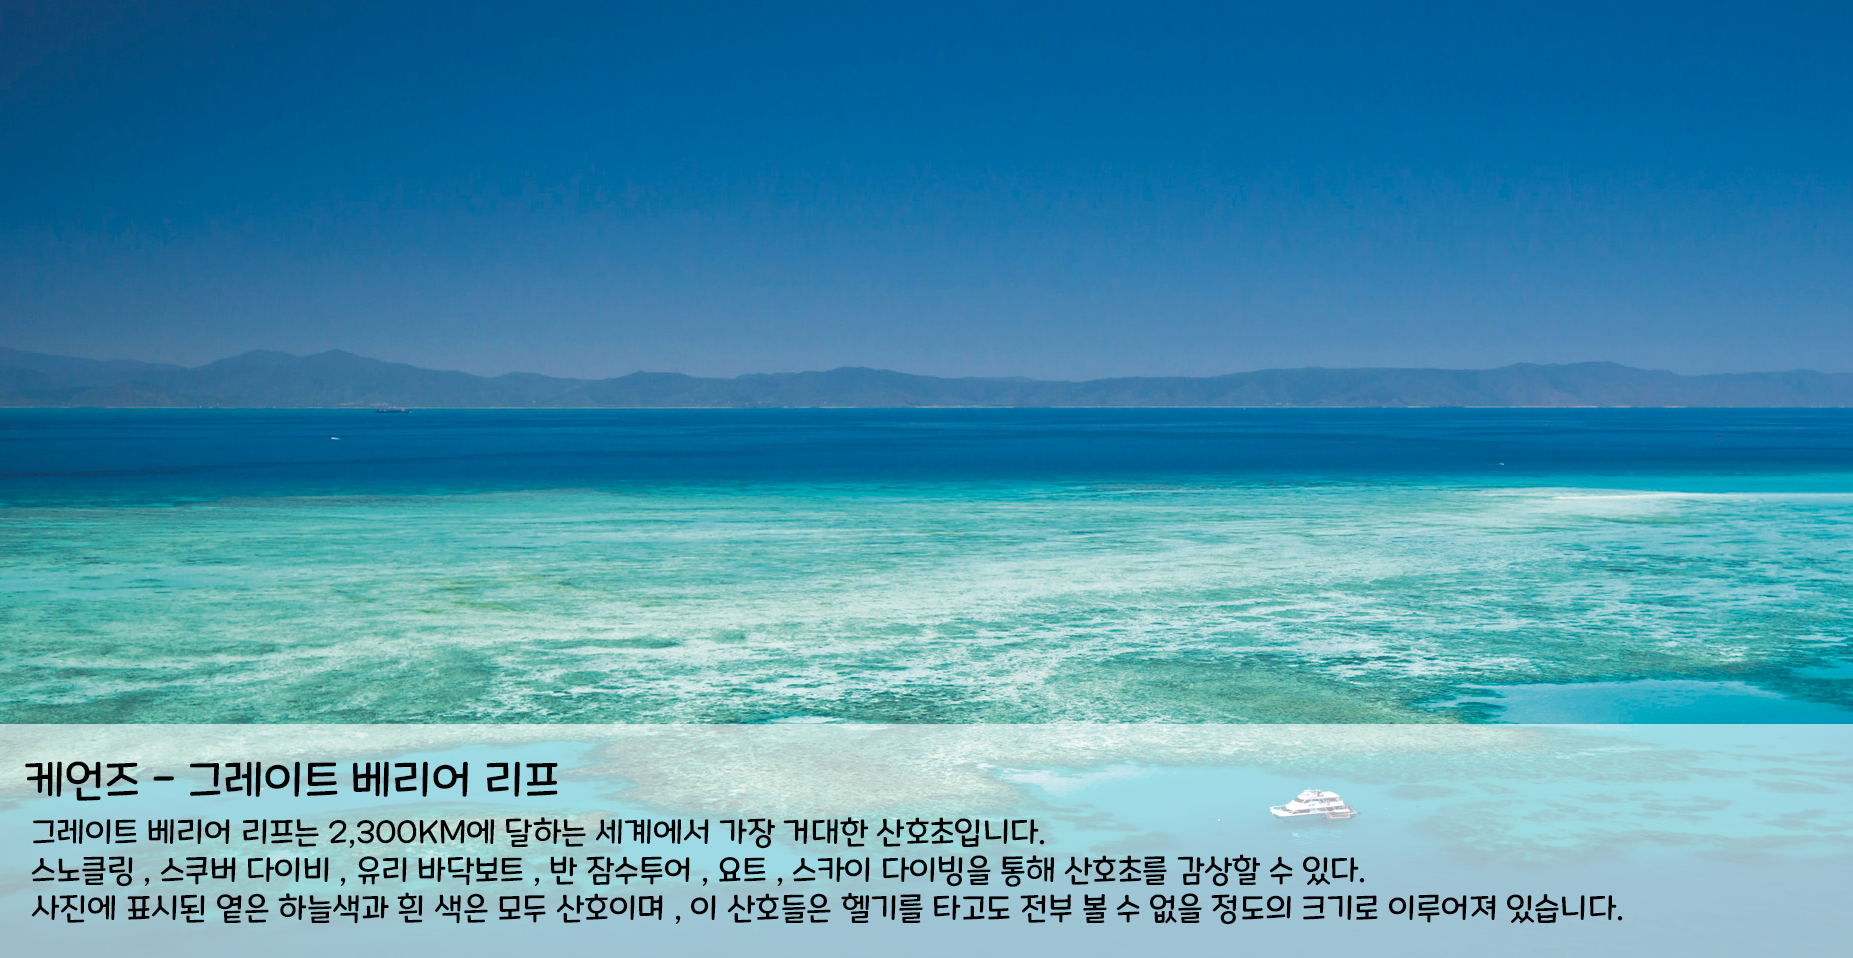 케언즈 - 그레이트 베리어 리프
그레이트 베리어 리프는 2,300KM에 달하는 세계에서 가장 거대한 산호초입니다.
스노클링 , 스쿠버 다이비 , 유리 바닥보트 , 반 잠수투어 , 요트 , 스카이 다이빙을 통해 산호초를 감상할 수 있다.
사진에 표시된 옅은 하늘색과 흰 색은 모두 산호이며 , 이 산호들은 헬기를 타고도 전부 볼 수 없을 정도의 크기로 이루어져 있습니다.